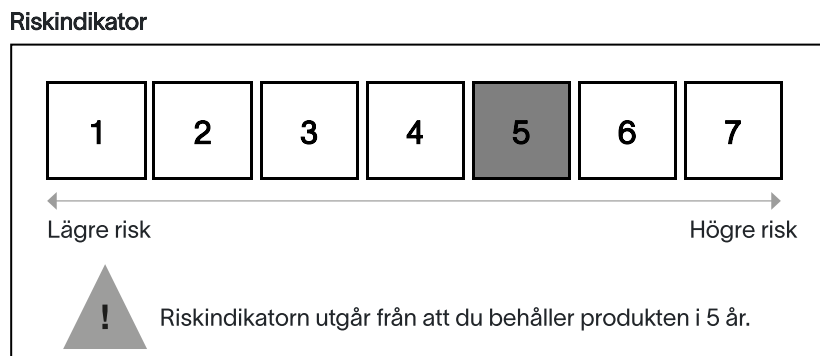 Riskindikator
1 2 3 4 5 6 7
Lägre risk Högre risk
! Riskindikatorn utgår från att du behåller produkten i 5 år.